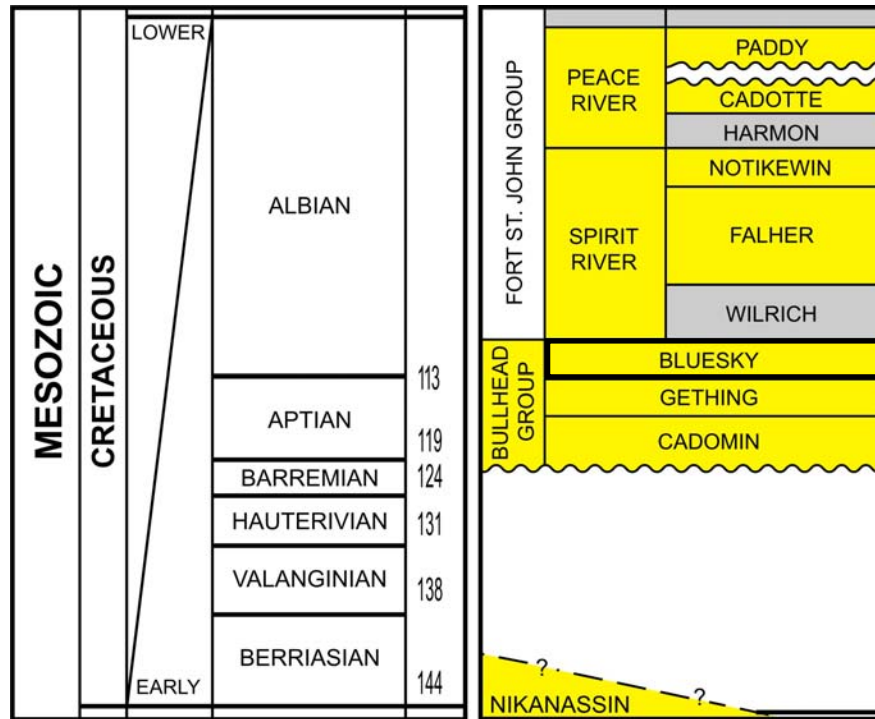 MESOZOIC
CRETACEOUS
LOWER
EARLY
ALBIAN
113
APTIAN
119
BARREMIAN
124
HAUTERIVIAN
131
VALANGINIAN
138
BERRIASIAN
144
FORT ST. JOHN GROUP
PEACE
RIVER
PADDY
CADOTTE
HARMON
SPIRIT
RIVER
NOTIKEWIN
FALHER
WILRICH
BULLHEAD
GROUP
BLUESKY
GETHING
CADOMIN
?
?
NIKANASSIN